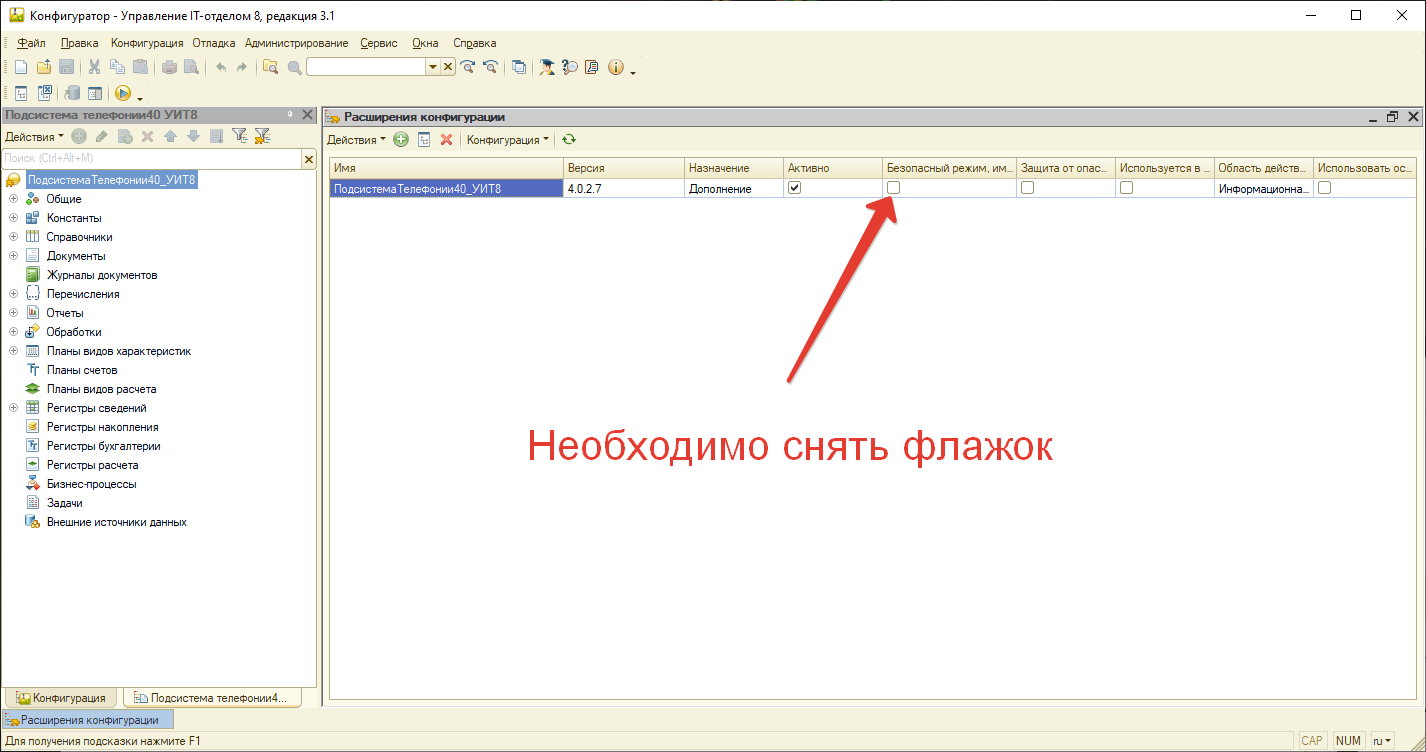 Конфигуратор - Управление IT-отделом 8, редакция 3.1
Файл Правка Конфигурация Отладка Администрирование Сервис Окна Справка
Подсистема телефонии40 УИТ8
Действия
Поиск (Ctrl+Alt+M)
ПодсистемаТелефонии40_УИТ8
Общие
Константы
Справочники
Документы
Журналы документов
Перечисления
Отчеты
Обработки
Планы видов характеристик
Планы счетов
Планы видов расчета
Регистры сведений
Регистры накопления
Регистры бухгалтерии
Регистры расчета
Бизнес-процессы
Задачи
Внешние источники данных
Расширения конфигурации
Действия Конфигурация
Имя Версия Назначение Активно Безопасный режим, им... Защита от опас... Используется в ... Область действ... Использовать ос...
ПодсистемаТелефонии40_УИТ8 4.0.2.7 Дополнение Информационна...
Необходимо снять флажок
Конфигурация Подсистема телефонии4...
Расширения конфигурации
Для получения подсказки нажмите F1 CAP NUM ru